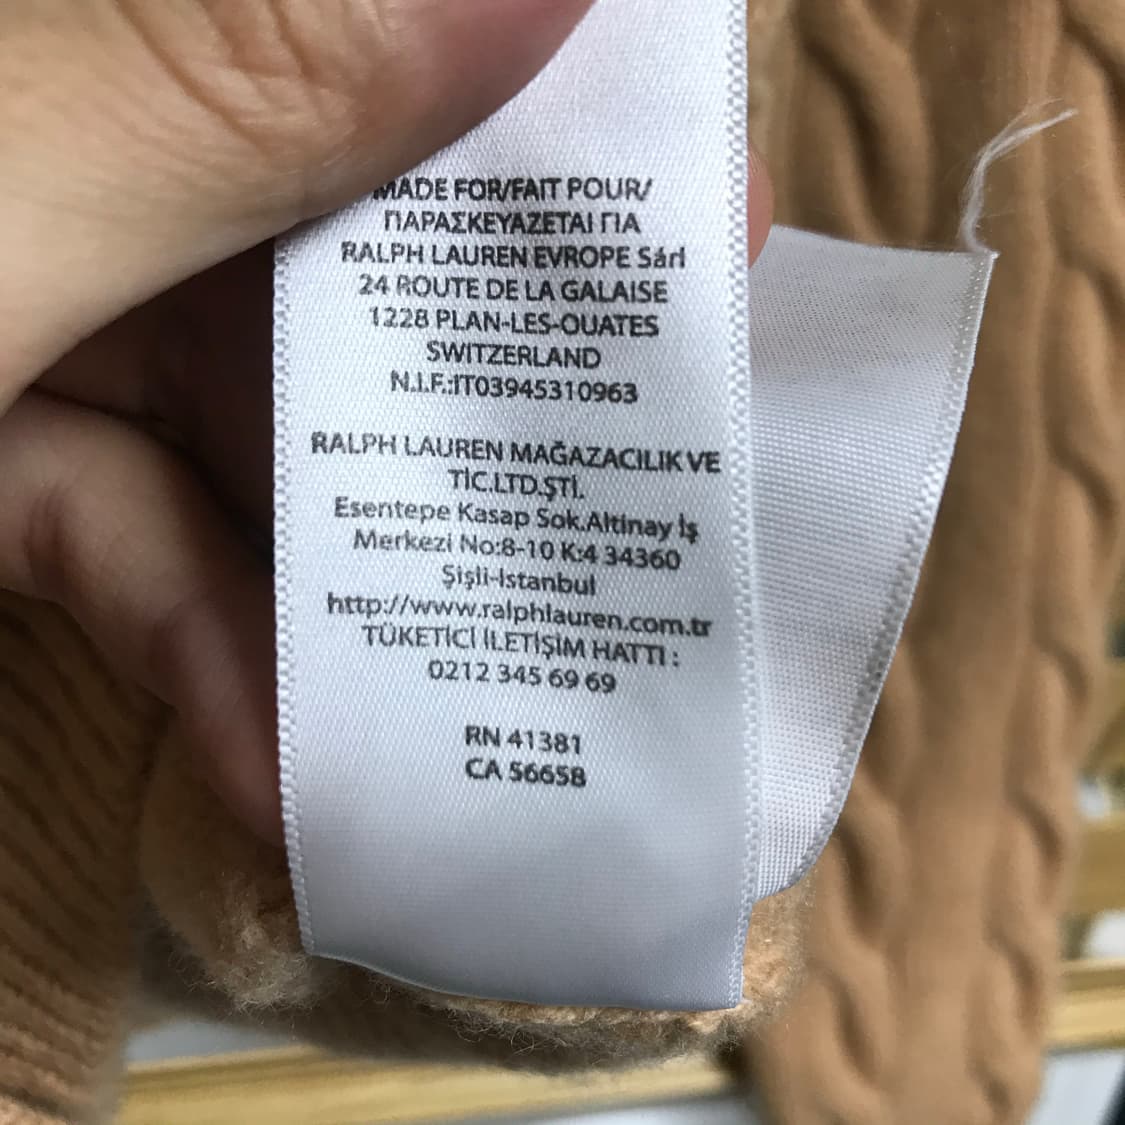 MADE FOR/FAIT POUR/
ΠΑΡΑΣΚΕΥΑΖΕΤΑΙ ΓΙΑ
RALPH LAUREN EVROPE Sárl
24 ROUTE DE LA GALAISE
1228 PLAN-LES-OUATES
SWITZERLAND
N.I.F.:IT03945310963
RALPH LAUREN MAĞAZACILIK VE
TİC.LTD.ŞTİ.
Esentepe Kasap Sok.Altinay İş
Merkezi No:8-10 K:4 34360
Şişli-Istanbul
http://www.ralphlauren.com.tr
TÜKETİCİ İLETİŞİM HATTI :
0212 345 69 69
RN 41381
CA 56658